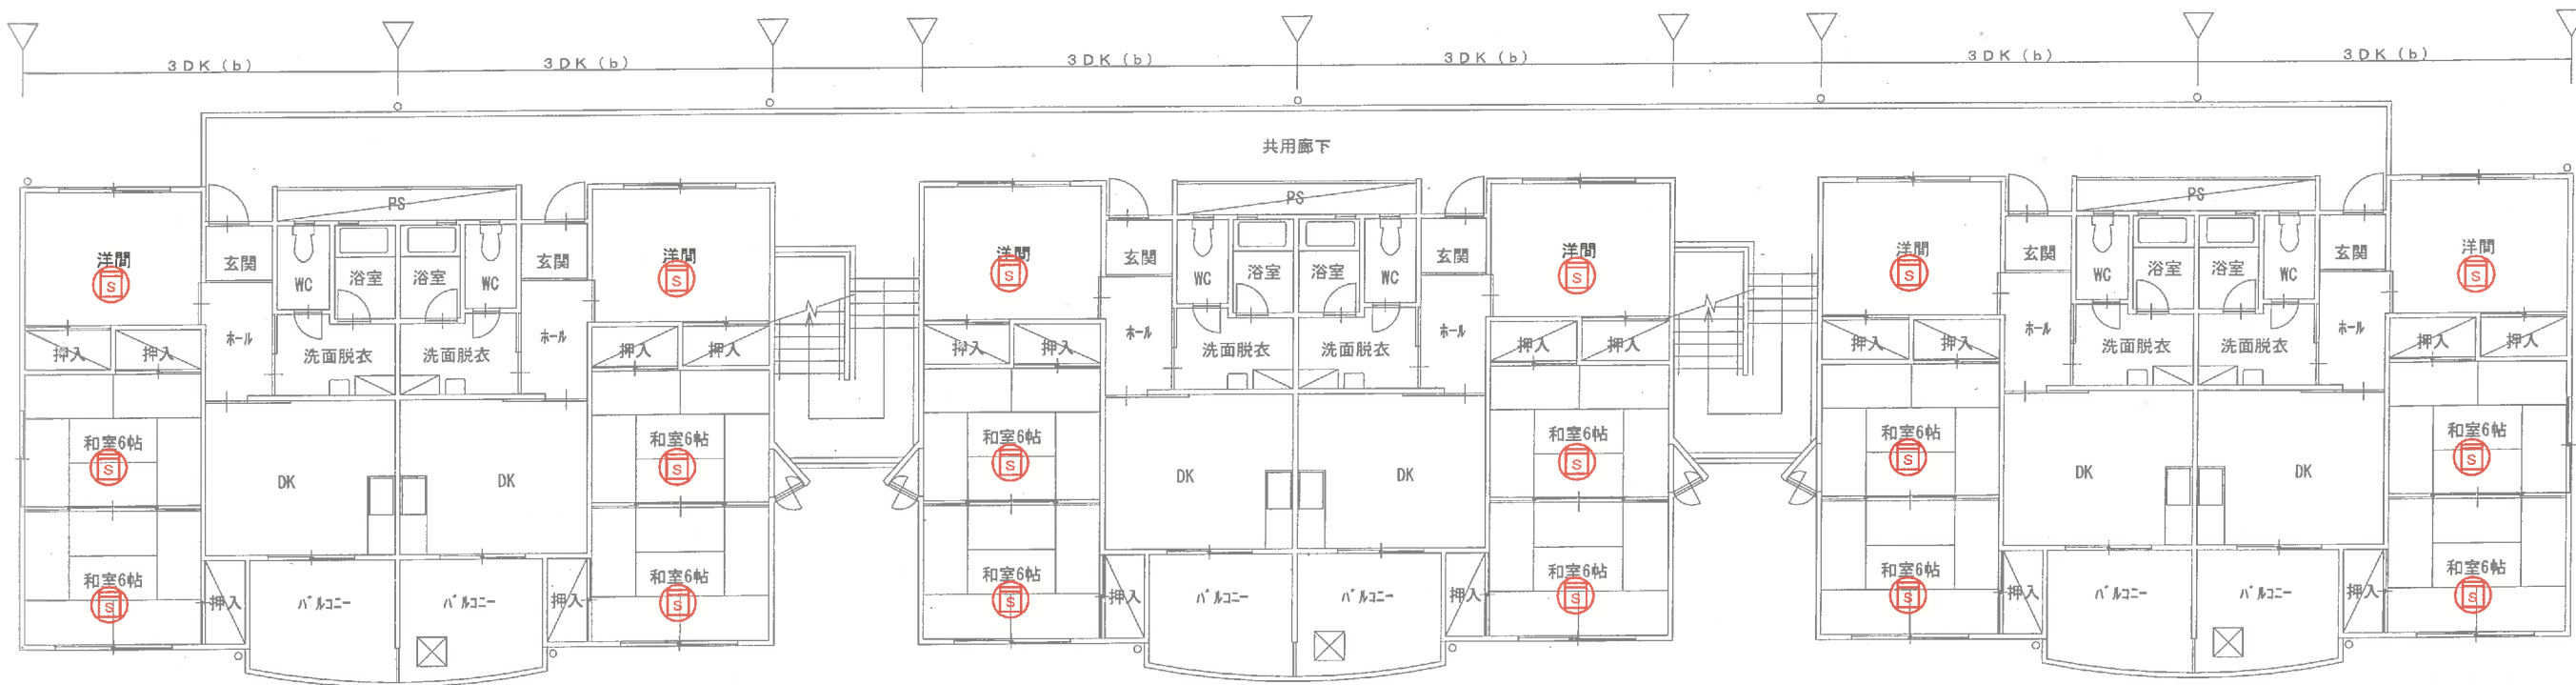 3DK(b) 3DK(b) 3DK(b) 3DK(b) 3DK(b) 3DK(b)
共用廊下
PS PS PS
洋間 玄関 WC 浴室 浴室 WC 玄関 洋間 洋間 玄関 WC 浴室 浴室 WC 玄関 洋間 洋間 玄関 WC 浴室 浴室 WC 玄関 洋間
S S S S S S
押入 押入 ホール 洗面脱衣 洗面脱衣 ホール 押入 押入 押入 押入 ホール 洗面脱衣 洗面脱衣 ホール 押入 押入 押入 押入 ホール 洗面脱衣 洗面脱衣 ホール 押入 押入
和室6帖 和室6帖 和室6帖 和室6帖 和室6帖 和室6帖
S S S S S S
DK DK DK DK DK DK
和室6帖 和室6帖 和室6帖 和室6帖 和室6帖 和室6帖
S S S S S S
押入 バルコニー バルコニー 押入 押入 バルコニー バルコニー 押入 押入 バルコニー バルコニー 押入